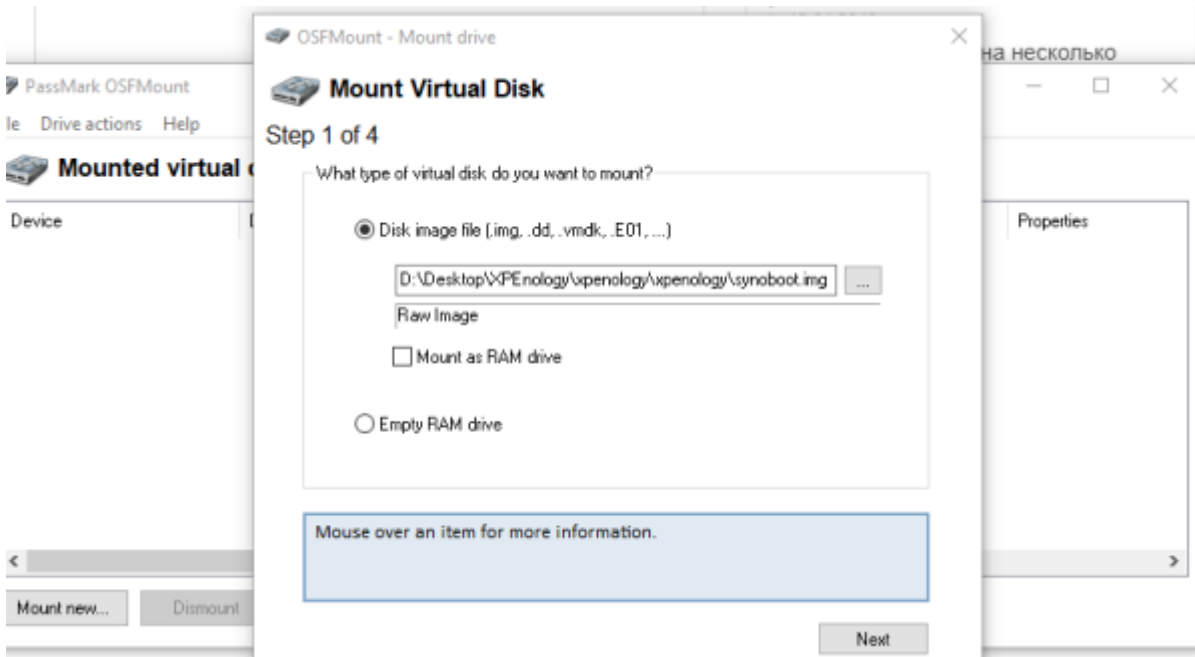 OSFMount - Mount drive
на несколько
PassMark OSFMount
Mount Virtual Disk
le Drive actions Help
Step 1 of 4
Mounted virtual
What type of virtual disk do you want to mount?
Device
Properties
Disk image file (.img, .dd, .vmdk, .E01, ...)
D:\Desktop\XPEnology\xpenology\xpenology\synoboot.img
...
Raw Image
Mount as RAM drive
Empty RAM drive
Mouse over an item for more information.
Mount new...
Dismount
Next